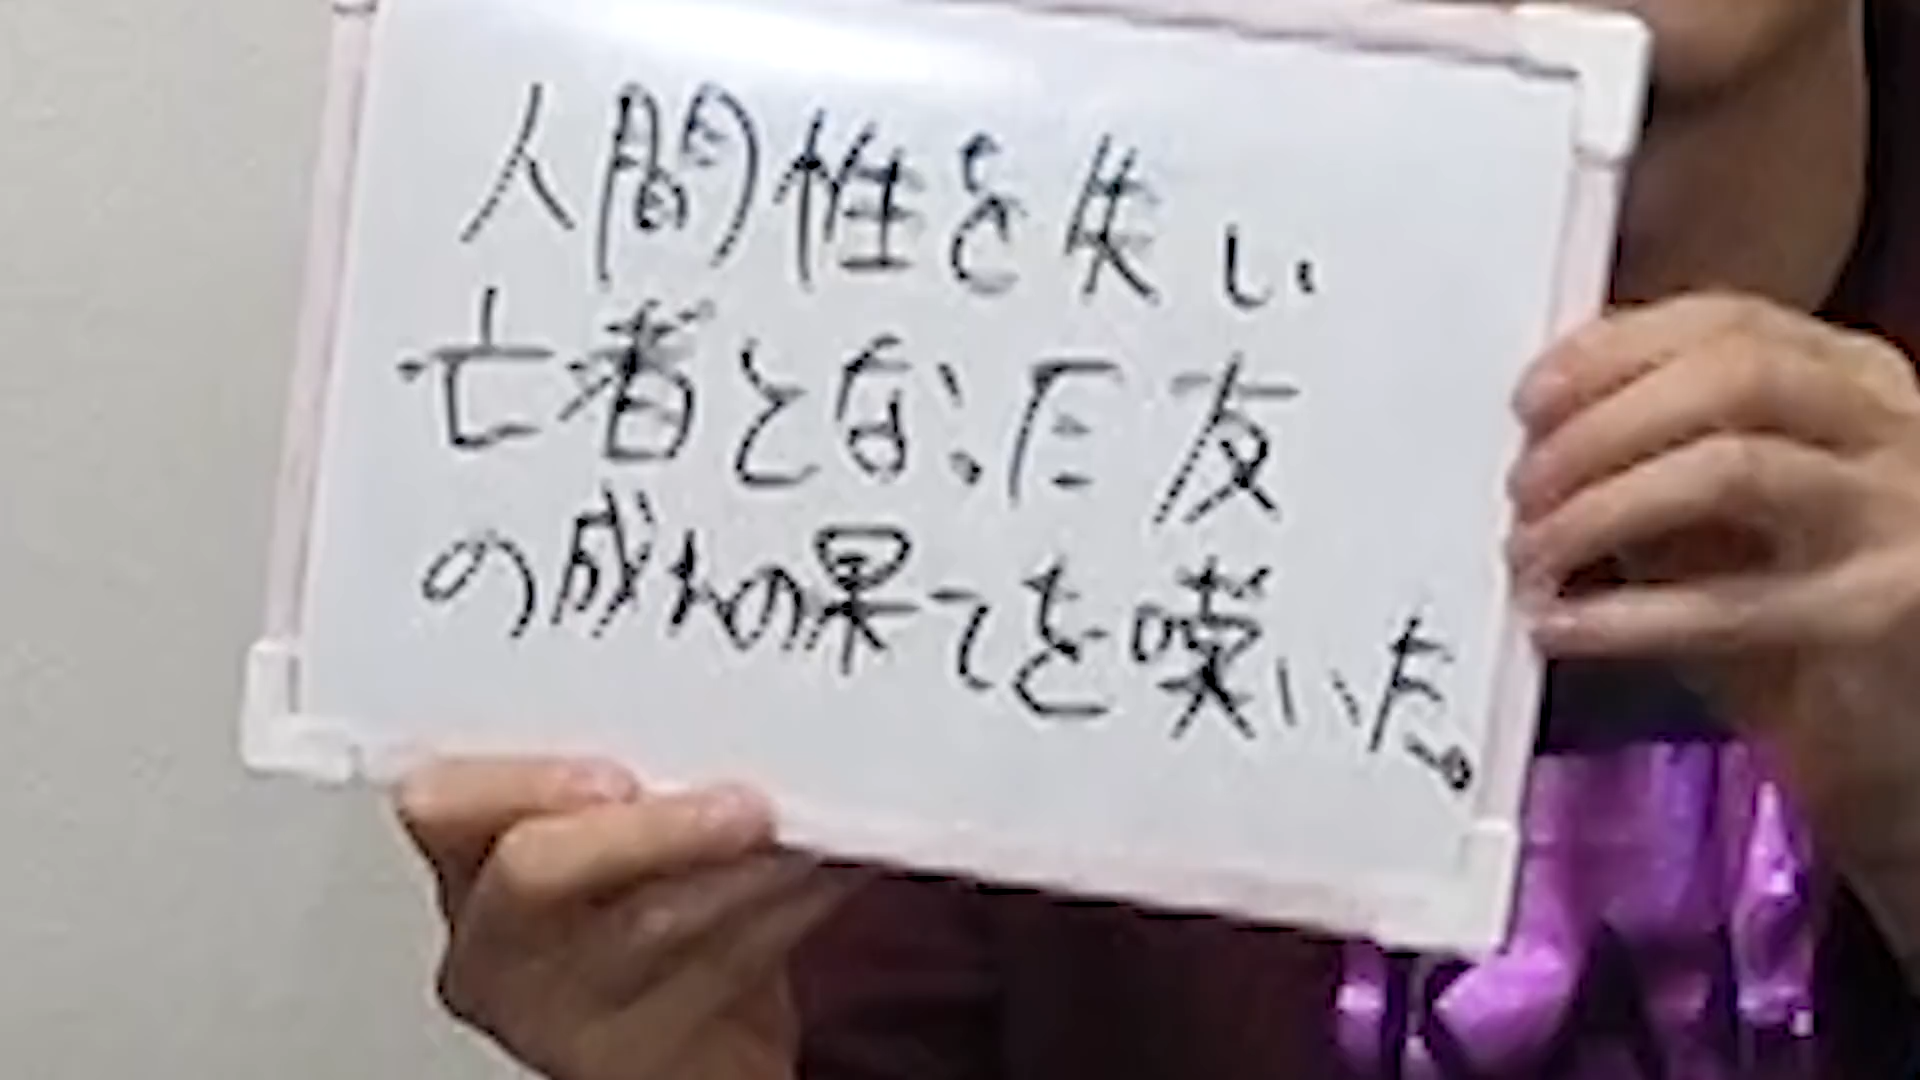 人間性を失い
亡者となった友
の成れの果てを嘆いた。